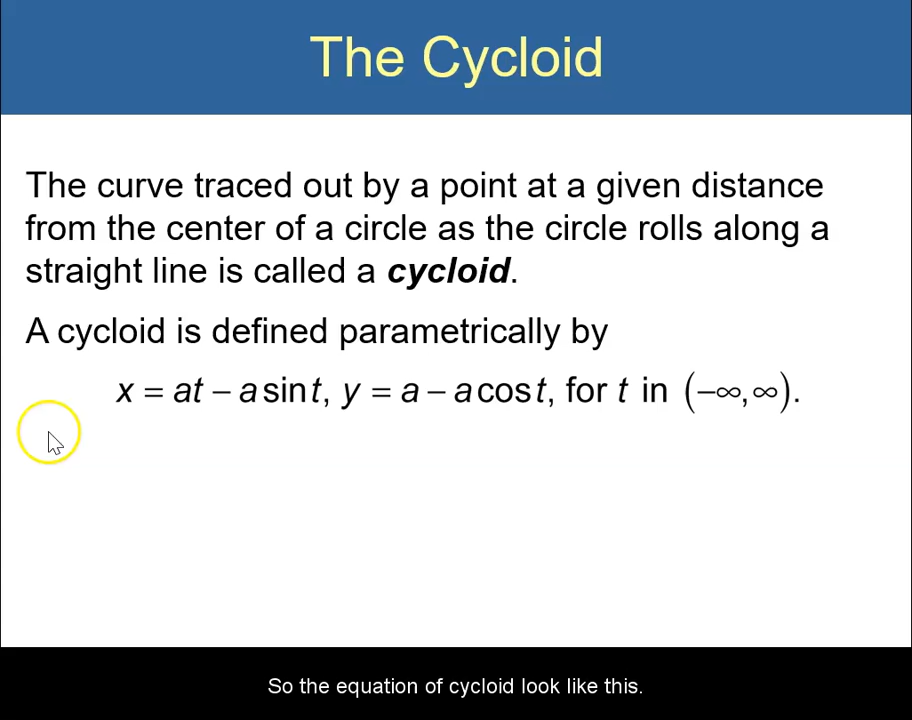 The Cycloid
The curve traced out by a point at a given distance
from the center of a circle as the circle rolls along a
straight line is called a cycloid.
A cycloid is defined parametrically by
x = at − a sin t, y = a − a cos t, for t in (−∞, ∞).
So the equation of cycloid look like this.